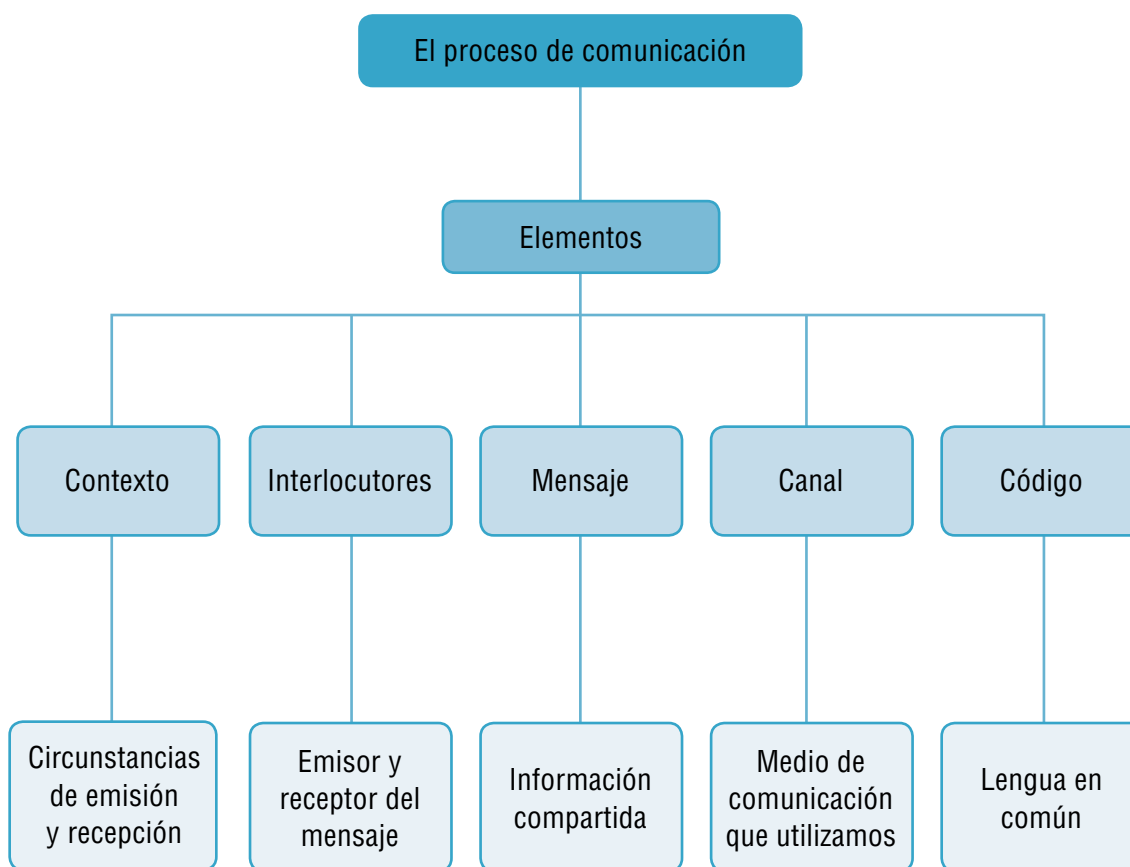 El proceso de comunicación
Elementos
Contexto
Interlocutores
Mensaje
Canal
Código
Circunstancias
de emisión
y recepción
Emisor y
receptor del
mensaje
Información
compartida
Medio de
comunicación
que utilizamos
Lengua en
común